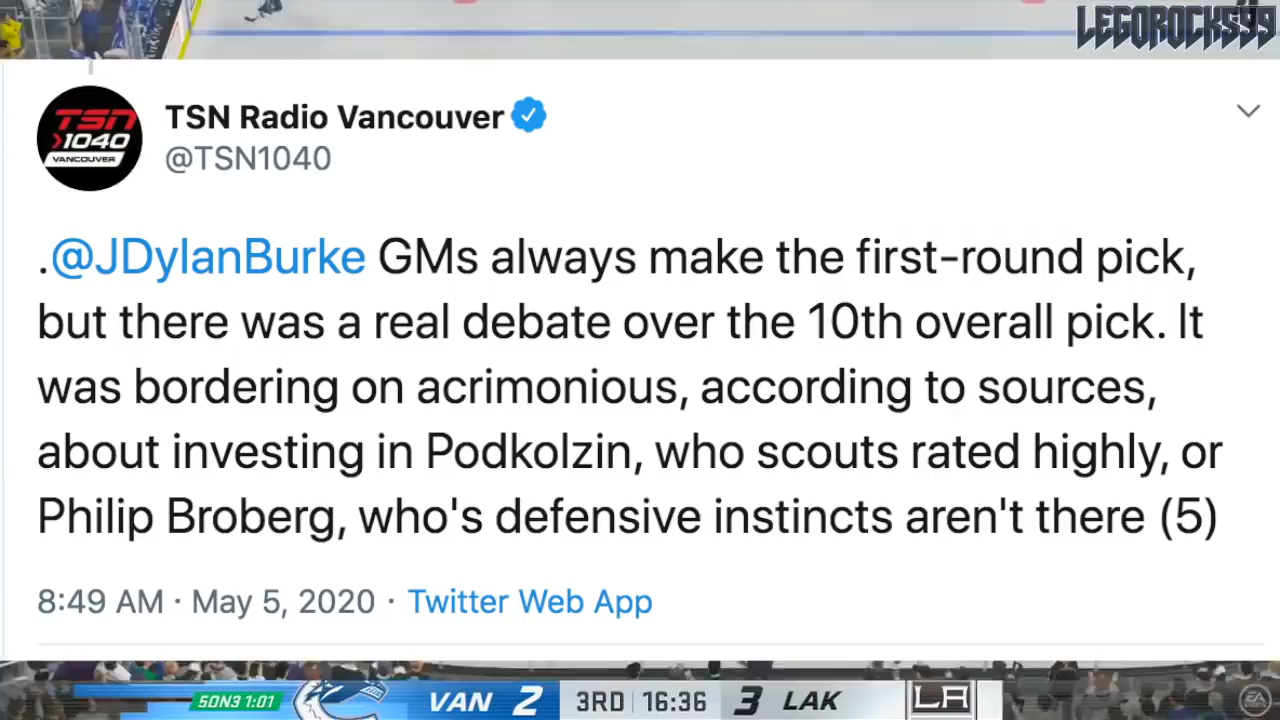 LEGOROCKS99
TSN Radio Vancouver
@TSN1040
TSN
1040
VANCOUVER
.@JDylanBurke GMs always make the first-round pick,
but there was a real debate over the 10th overall pick. It
was bordering on acrimonious, according to sources,
about investing in Podkolzin, who scouts rated highly, or
Philip Broberg, who's defensive instincts aren't there (5)
8:49 AM · May 5, 2020 · Twitter Web App
5ON3 1:01
VAN 2 3RD 16:36 3 LAK
LA
EA